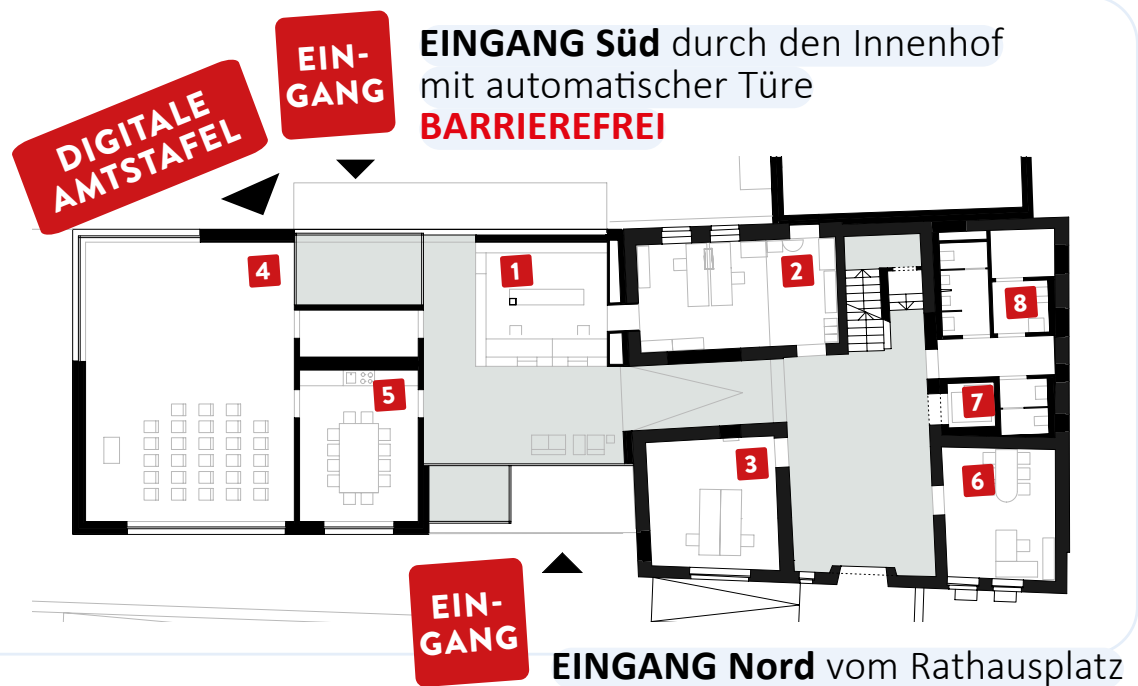 EIN-
GANG
EINGANG Süd durch den Innenhof
mit automatischer Türe
BARRIEREFREI
DIGITALE
AMTSTAFEL
4
1
2
8
5
7
3
6
EIN-
GANG
EINGANG Nord vom Rathausplatz